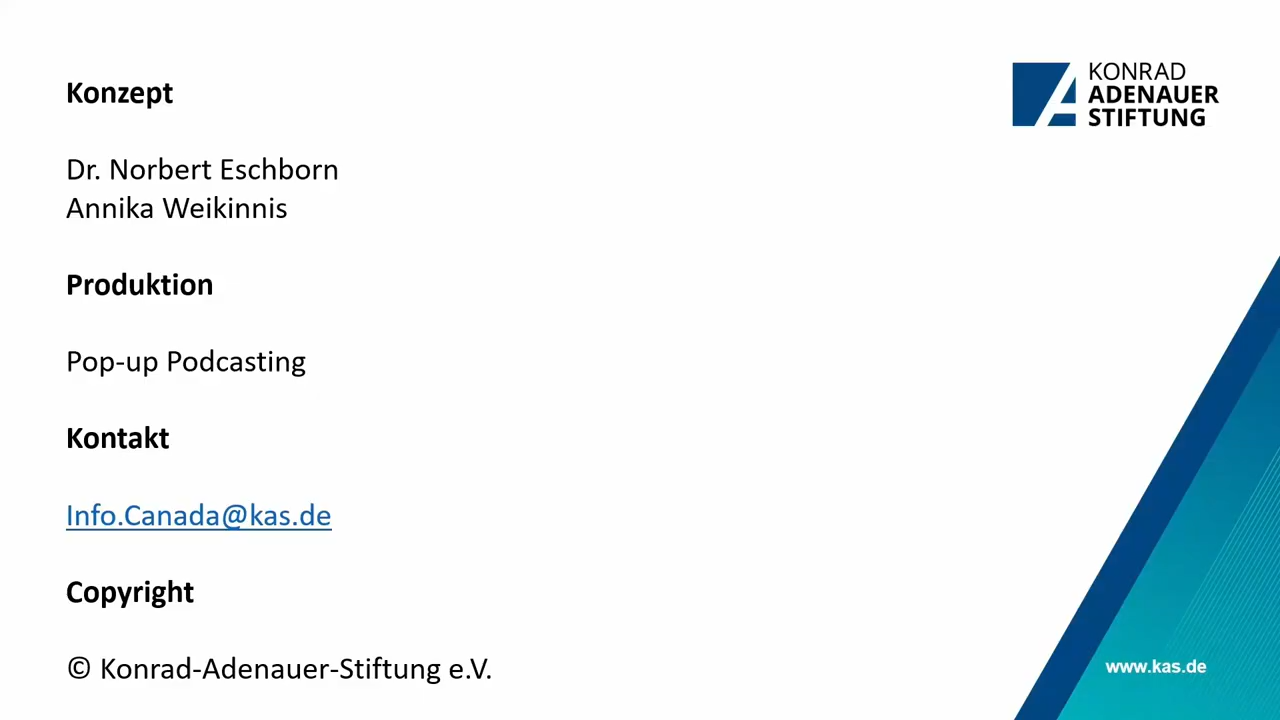 Konzept
Dr. Norbert Eschborn
Annika Weikinnis
Produktion
Pop-up Podcasting
Kontakt
Info.Canada@kas.de
Copyright
© Konrad-Adenauer-Stiftung e.V.
KONRAD
ADENAUER
STIFTUNG
www.kas.de